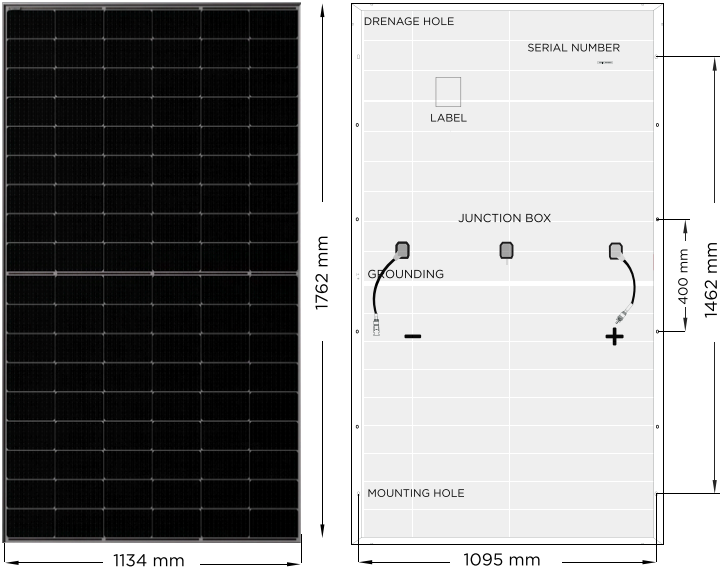 DRENAGE HOLE
SERIAL NUMBER
LABEL
JUNCTION BOX
GROUNDING
1762 mm
400 mm
1462 mm
− +
MOUNTING HOLE
1134 mm
1095 mm